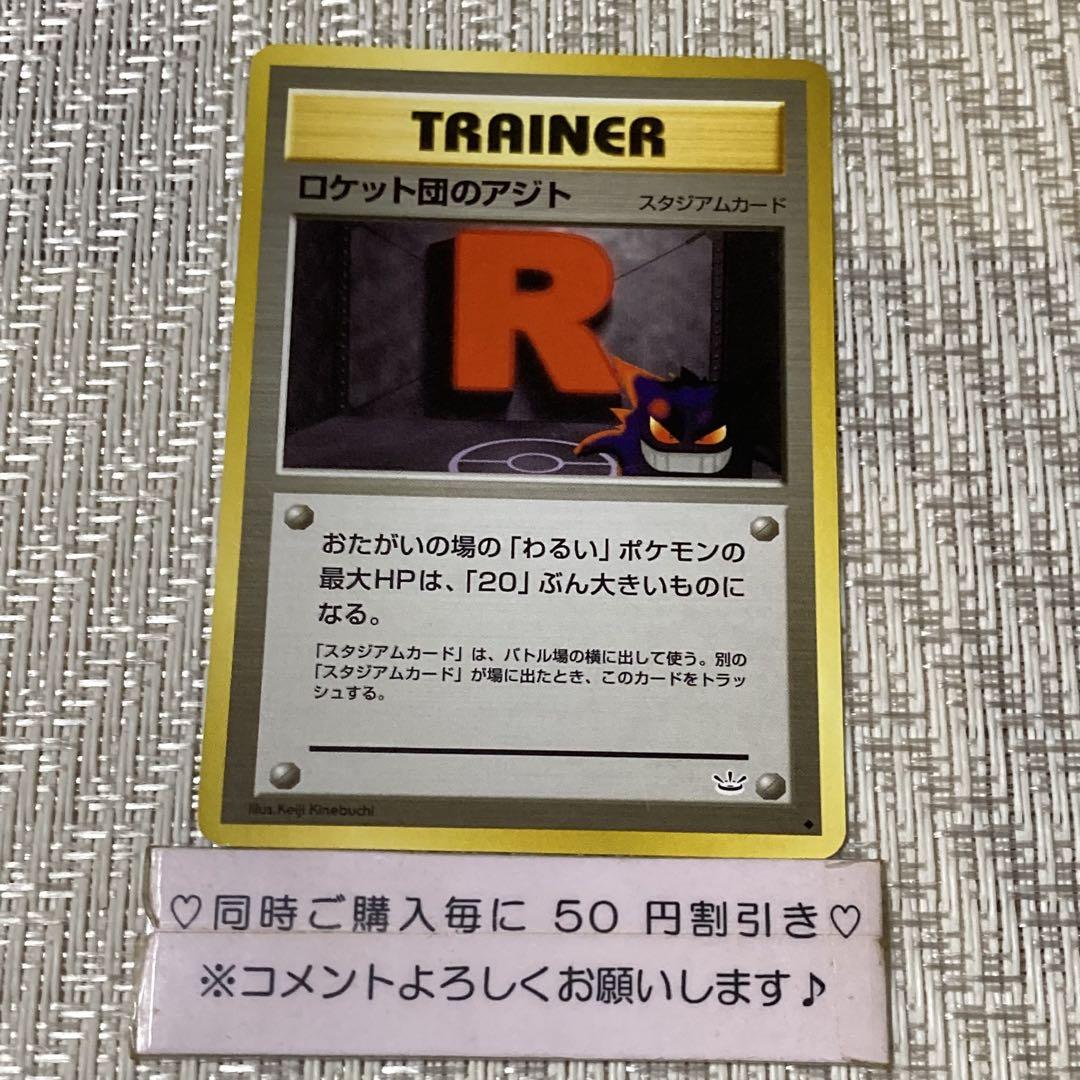 TRAINER
ロケット団のアジト
スタジアムカード
R
おたがいの場の「わるい」ポケモンの
最大HPは、「20」ぶん大きいものに
なる。
「スタジアムカード」は、バトル場の横に出して使う。別の
「スタジアムカード」が場に出たとき、このカードをトラッ
シュする。
Illus.Keiji Kinebuchi
♡同時ご購入毎に 50 円割引き♡
※コメントよろしくお願いします♪